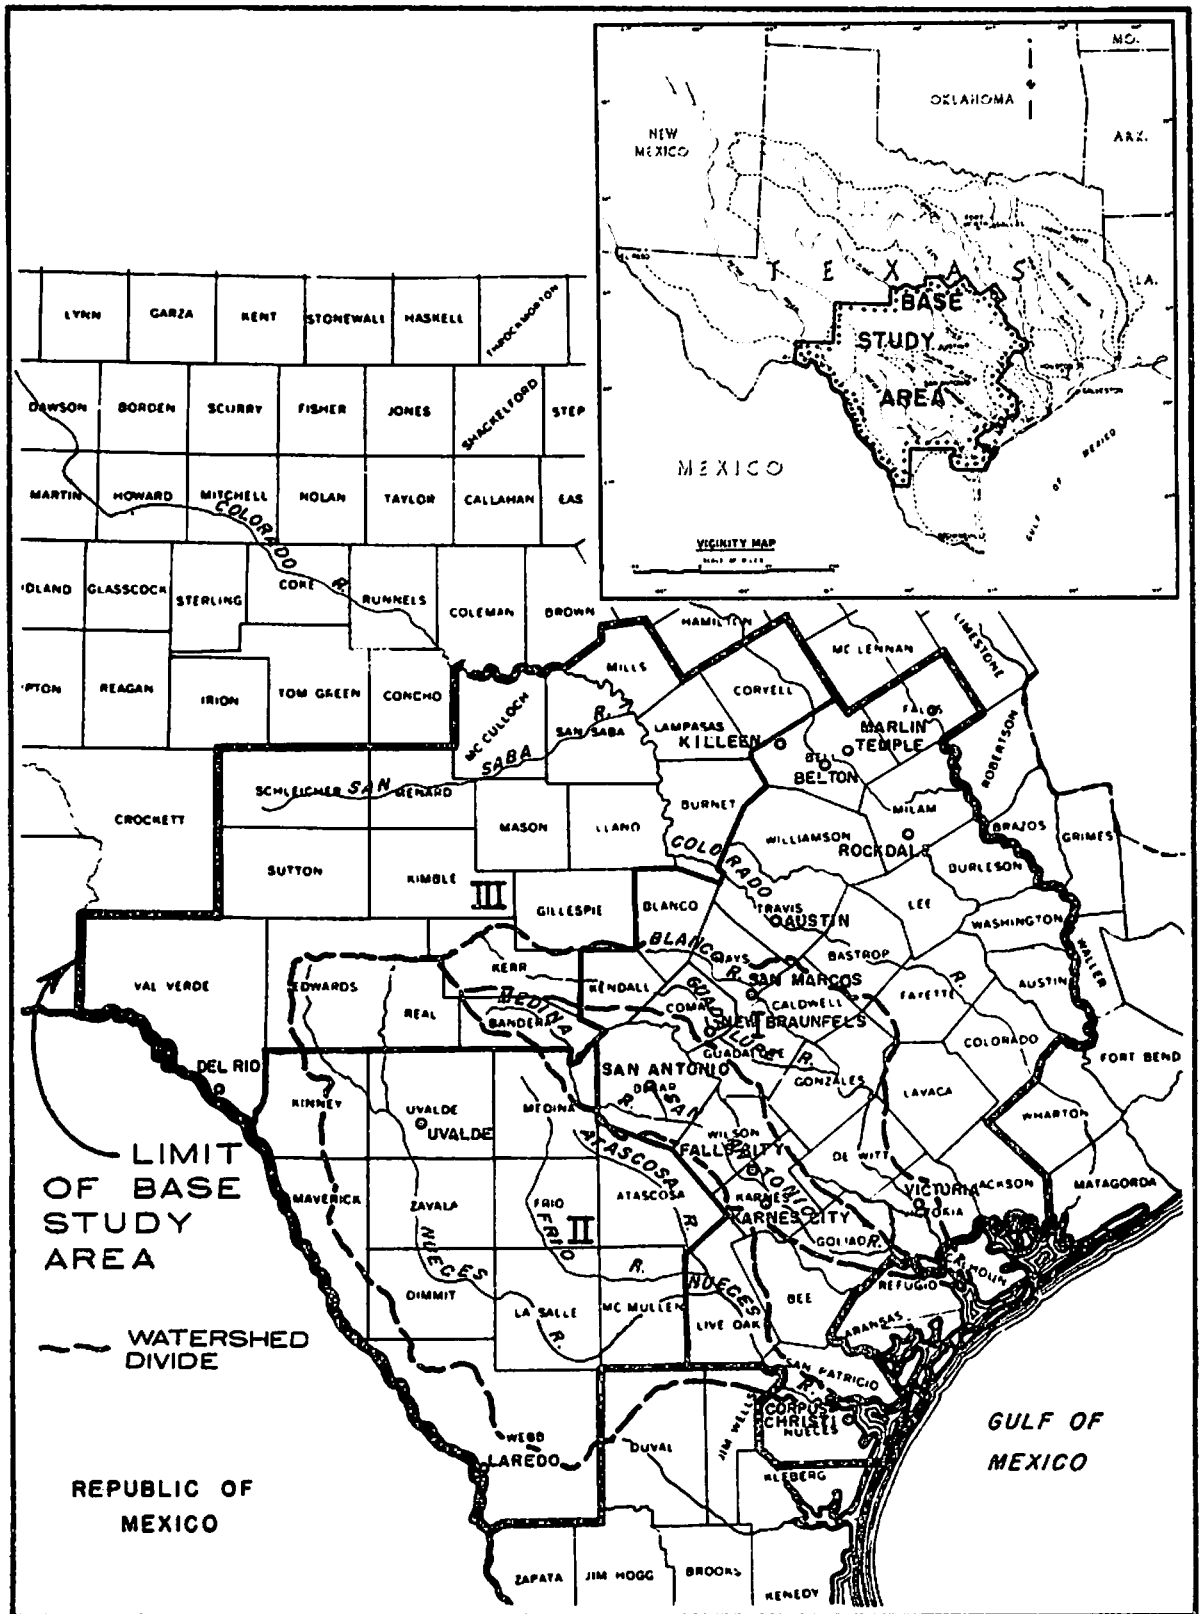 MO.
OKLAHOMA
NEW
MEXICO
ARK.
T E X A S
LA.
BASE
STUDY
AREA
MEXICO
GULF OF MEXICO
VICINITY MAP
LYNN
GARZA
KENT
STONEWALL
HASKELL
THROCKMORTON
DAWSON
BORDEN
SCURRY
FISHER
JONES
SHACKELFORD
STEP
MARTIN
HOWARD
MITCHELL
NOLAN
TAYLOR
CALLAHAN
EAS
COLORADO R.
DLAND
GLASSCOCK
STERLING
COKE
RUNNELS
COLEMAN
BROWN
HAMILTON
MC LENNAN
LIMESTONE
PTON
REAGAN
IRION
TOM GREEN
CONCHO
MC CULLOCH
MILLS
CORYELL
FALLS
MARLIN
SAN SABA
LAMPASAS
KILLEEN
TEMPLE
BELL
BELTON
ROBERTSON
SAN SABA R.
CROCKETT
SCHLEICHER
MENARD
MASON
LLANO
BURNET
MILAM
WILLIAMSON
ROCKDALE
BRAZOS
GRIMES
BURLESON
SUTTON
KIMBLE
III
GILLESPIE
BLANCO
COLORADO R.
TRAVIS
AUSTIN
LEE
WASHINGTON
WALLER
VAL VERDE
EDWARDS
REAL
KERR
KENDALL
BLANCO R.
HAYS
SAN MARCOS
BASTROP
FAYETTE
AUSTIN
MEDINA R.
BANDERA
COMAL
GUADALUPE R.
CALDWELL
NEW BRAUNFELS
I
GUADALUPE
COLORADO
FORT BEND
DEL RIO
SAN ANTONIO
BEXAR
GONZALES
LAVACA
WHARTON
KINNEY
UVALDE
UVALDE
MEDINA
SAN ANTONIO R.
WILSON
FALLS CITY
DE WITT
LIMIT
OF BASE
STUDY
AREA
MAVERICK
ZAVALA
FRIO
ATASCOSA R.
ATASCOSA
KARNES
KARNES CITY
VICTORIA
VICTORIA
JACKSON
MATAGORDA
GOLIAD
II
FRIO R.
NUECES R.
CALHOUN
REFUGIO
DIMMIT
LA SALLE
MC MULLEN
NUECES R.
LIVE OAK
BEE
ARANSAS
WATERSHED
DIVIDE
SAN PATRICIO
CORPUS
CHRISTI
NUECES
JIM WELLS
WEBB
LAREDO
DUVAL
KLEBERG
GULF OF
MEXICO
REPUBLIC OF
MEXICO
ZAPATA
JIM HOGG
BROOKS
KENEDY